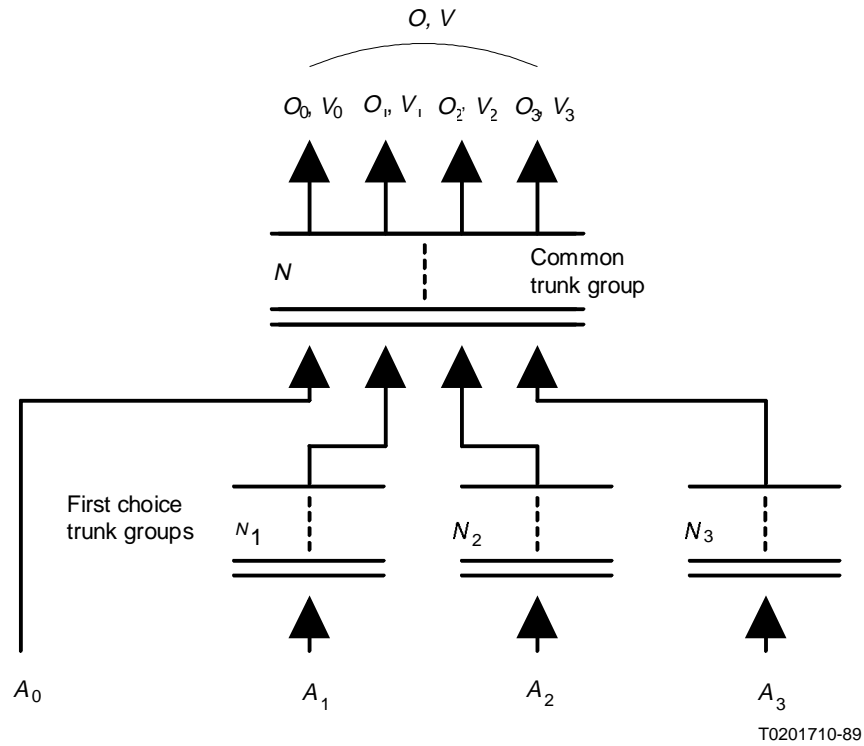 O, V
O0, V0 O1, V1 O2, V2 O3, V3
N
Common
trunk group
First choice
trunk groups
N1
N2
N3
A0
A1
A2
A3
T0201710-89